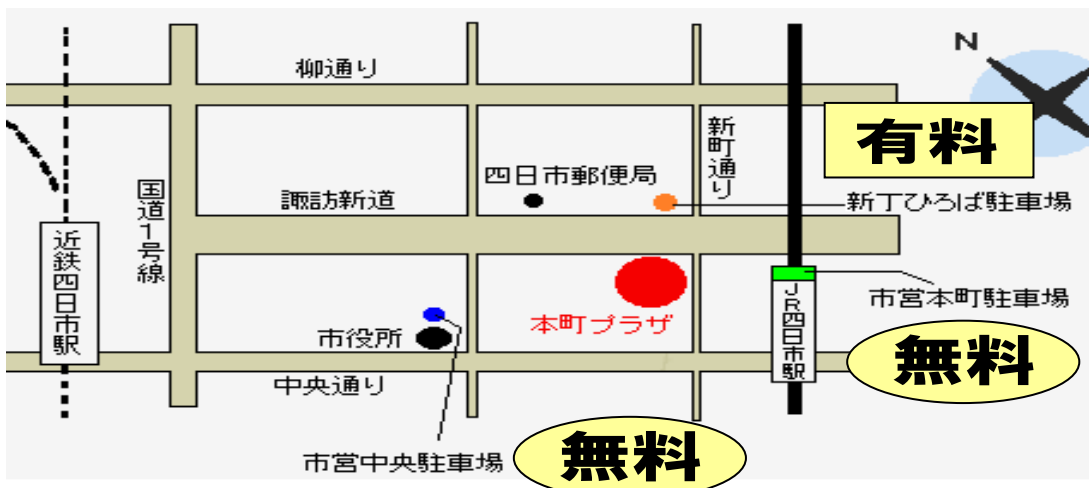 柳通り
N
有料
新町通り
四日市郵便局
国道1号線
諏訪新道
新丁ひろば駐車場
近鉄四日市駅
JR四日市駅
市営本町駐車場
本町プラザ
市役所
無料
中央通り
市営中央駐車場
無料